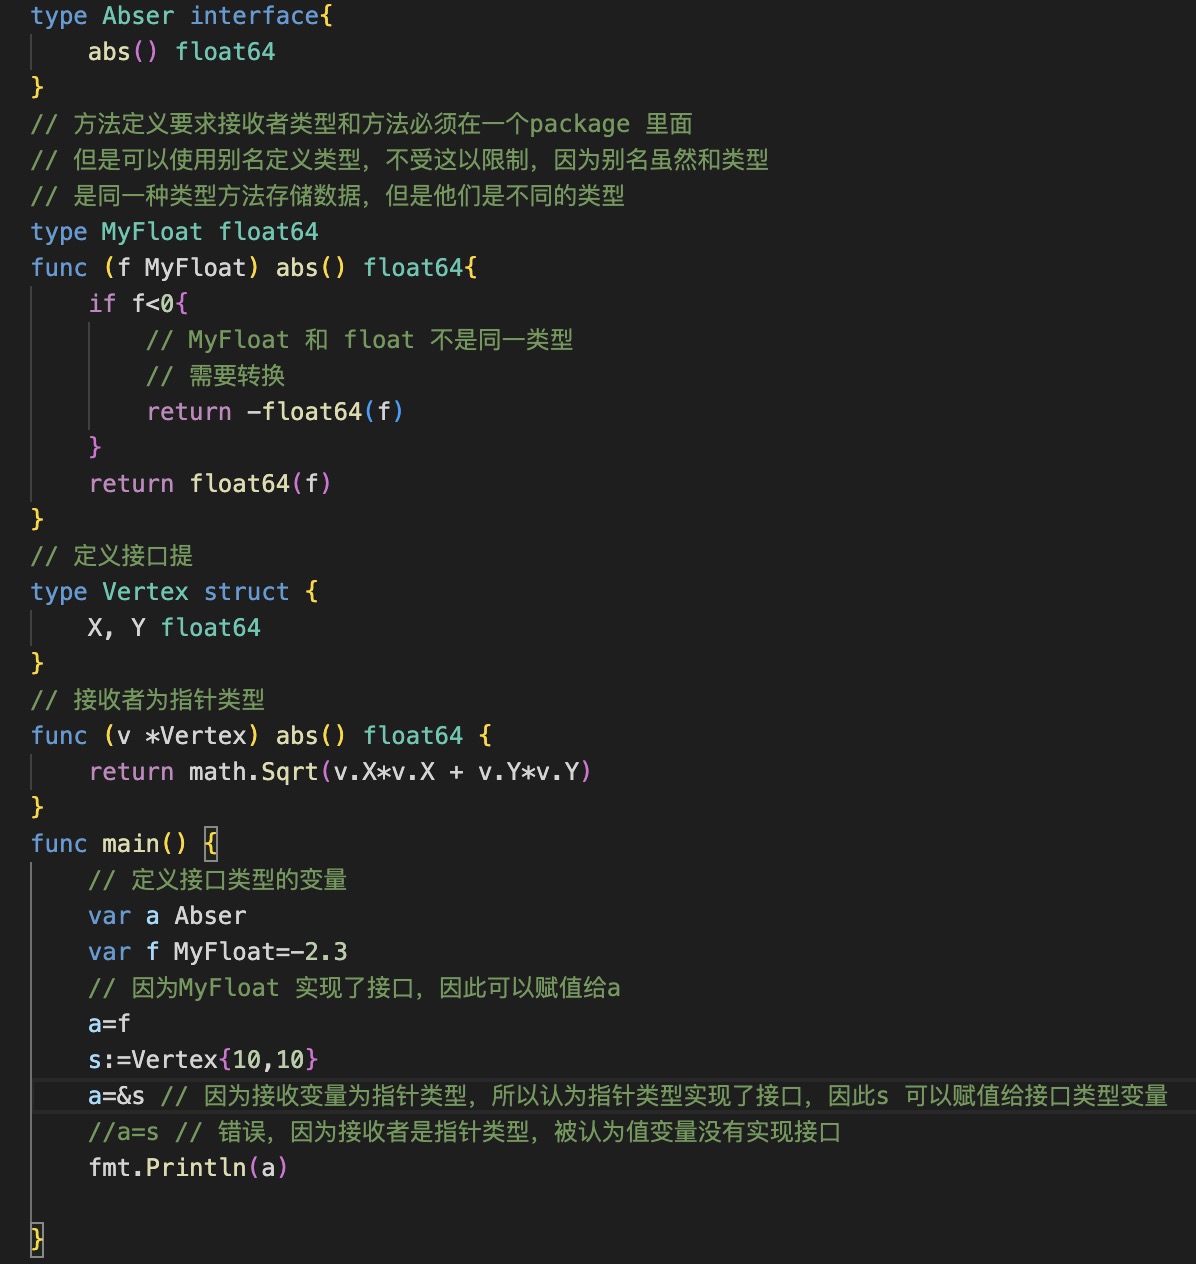 type Abser interface{
    abs() float64
}
// 方法定义要求接收者类型和方法必须在一个package 里面
// 但是可以使用别名定义类型，不受这以限制，因为别名虽然和类型
// 是同一种类型方法存储数据，但是他们是不同的类型
type MyFloat float64
func (f MyFloat) abs() float64{
    if f<0{
        // MyFloat 和 float 不是同一类型
        // 需要转换
        return -float64(f)
    }
    return float64(f)
}
// 定义接口提
type Vertex struct {
    X, Y float64
}
// 接收者为指针类型
func (v *Vertex) abs() float64 {
    return math.Sqrt(v.X*v.X + v.Y*v.Y)
}
func main() {
    // 定义接口类型的变量
    var a Abser
    var f MyFloat=-2.3
    // 因为MyFloat 实现了接口，因此可以赋值给a
    a=f
    s:=Vertex{10,10}
    a=&s // 因为接收变量为指针类型，所以认为指针类型实现了接口，因此s 可以赋值给接口类型变量
    //a=s // 错误，因为接收者是指针类型，被认为值变量没有实现接口
    fmt.Println(a)

}